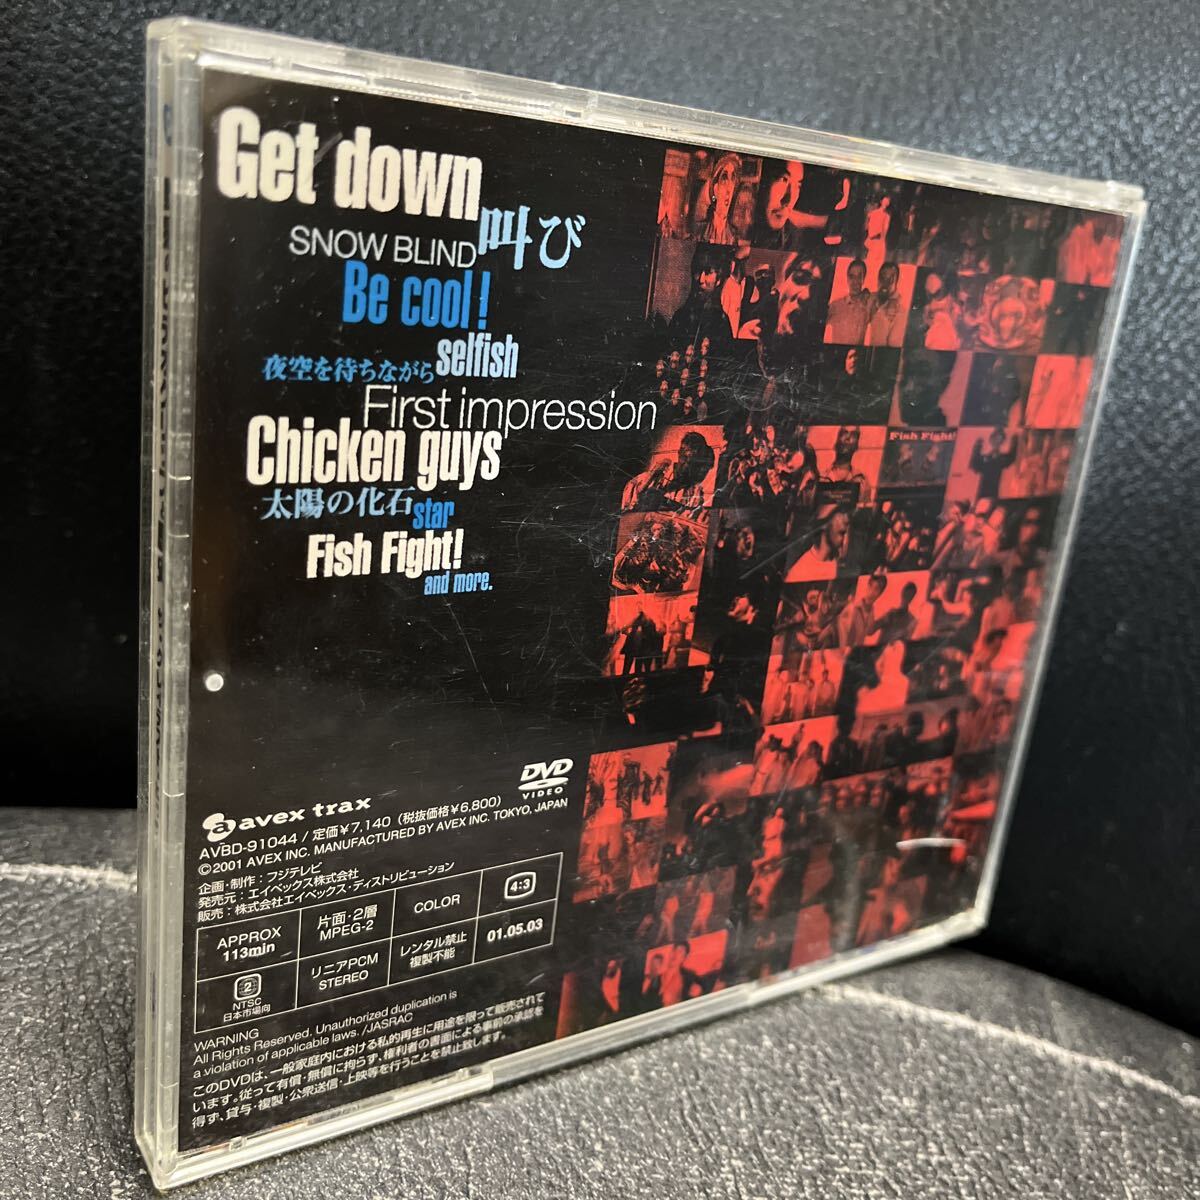 Get down
叫び
SNOW BLIND
Be cool!
selfish
夜空を待ちながら
First impression
Chicken guys
太陽の化石
star
Fish Fight!
and more.
Fish Fight!
DVD
VIDEO
a avex trax
AVBD-91044 / 定価¥7,140 (税抜価格¥6,800)
©2001 AVEX INC. MANUFACTURED BY AVEX INC. TOKYO, JAPAN
企画・制作：フジテレビ
発売元：エイベックス株式会社
販売：株式会社エイベックス・ディストリビューション
APPROX 113min
片面・2層 MPEG-2
COLOR
4:3
2 NTSC 日本市場向
リニアPCM STEREO
レンタル禁止 複製不能
01.05.03
WARNING
All Rights Reserved. Unauthorized duplication is
a violation of applicable laws. /JASRAC
このDVDは、一般家庭内における私的再生に用途を限って販売されて
います。従って有償・無償に拘らず、権利者の書面による事前の承認を
得ず、貸与・複製・公衆送信・上映等を行うことを禁止致します。